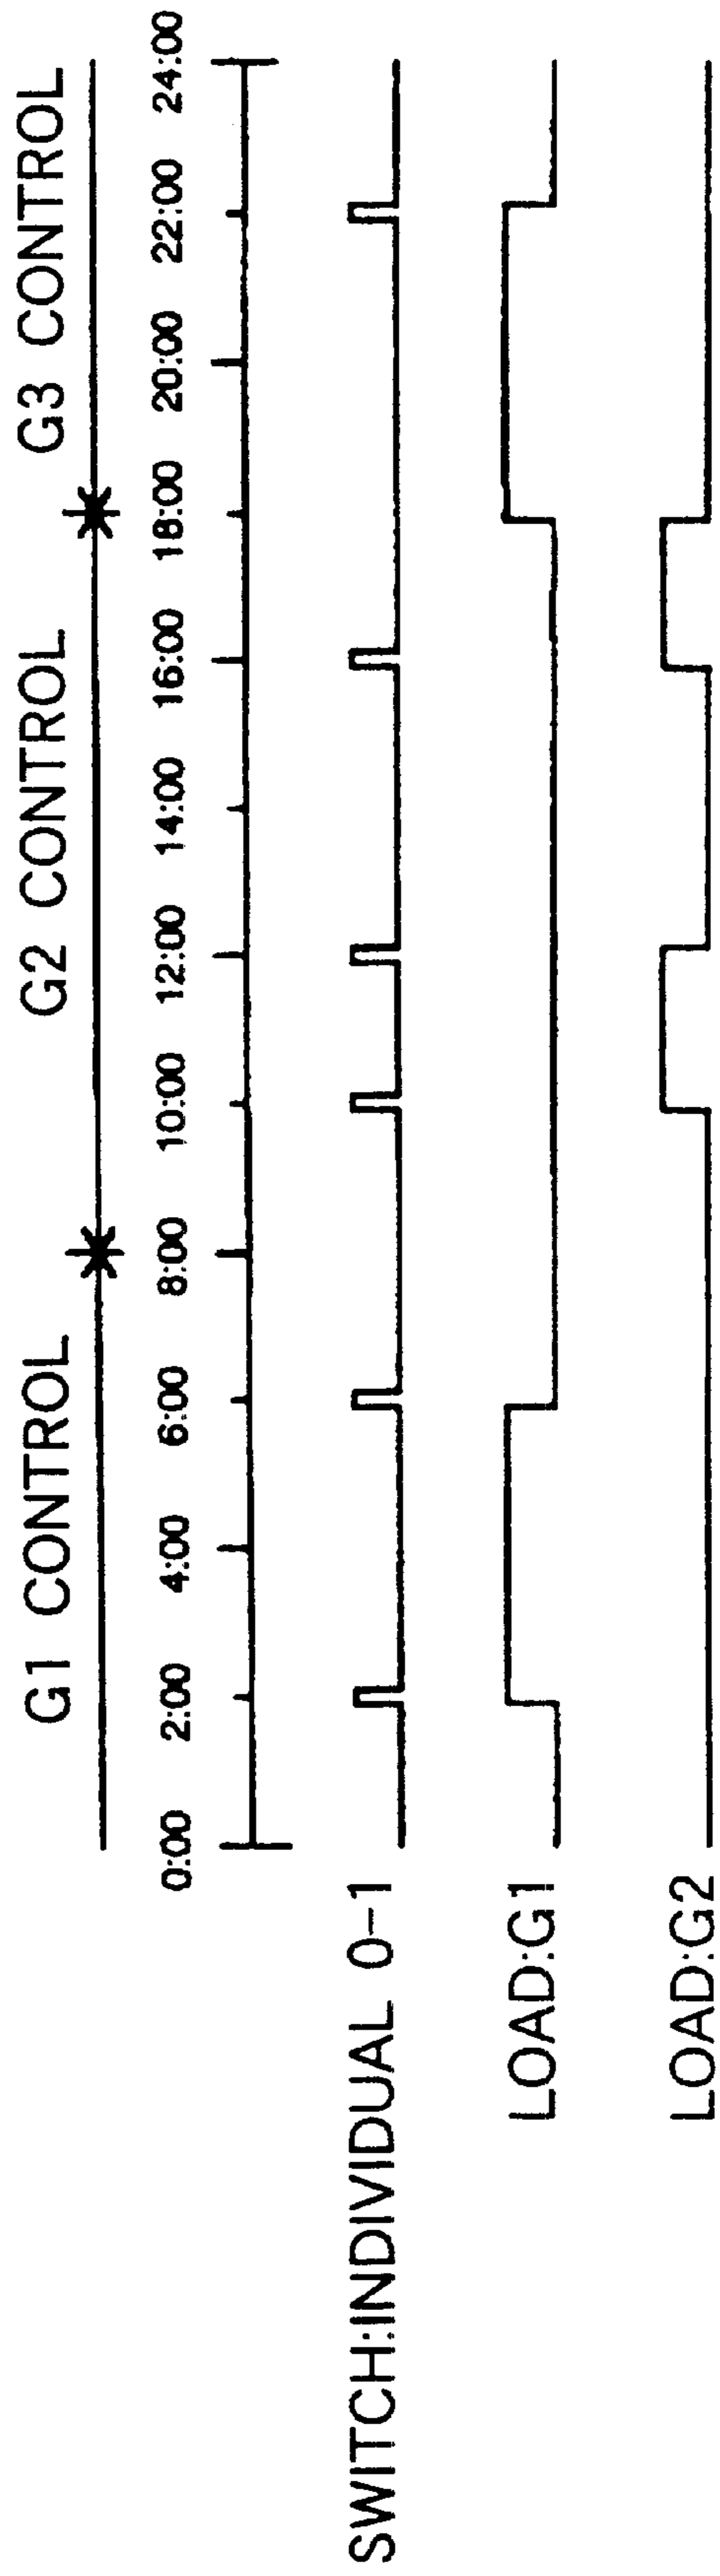 G1 CONTROL G2 CONTROL G3 CONTROL
0:00 2:00 4:00 6:00 8:00 10:00 12:00 14:00 16:00 18:00 20:00 22:00 24:00
SWITCH:INDIVIDUAL 0-1
LOAD:G1
LOAD:G2